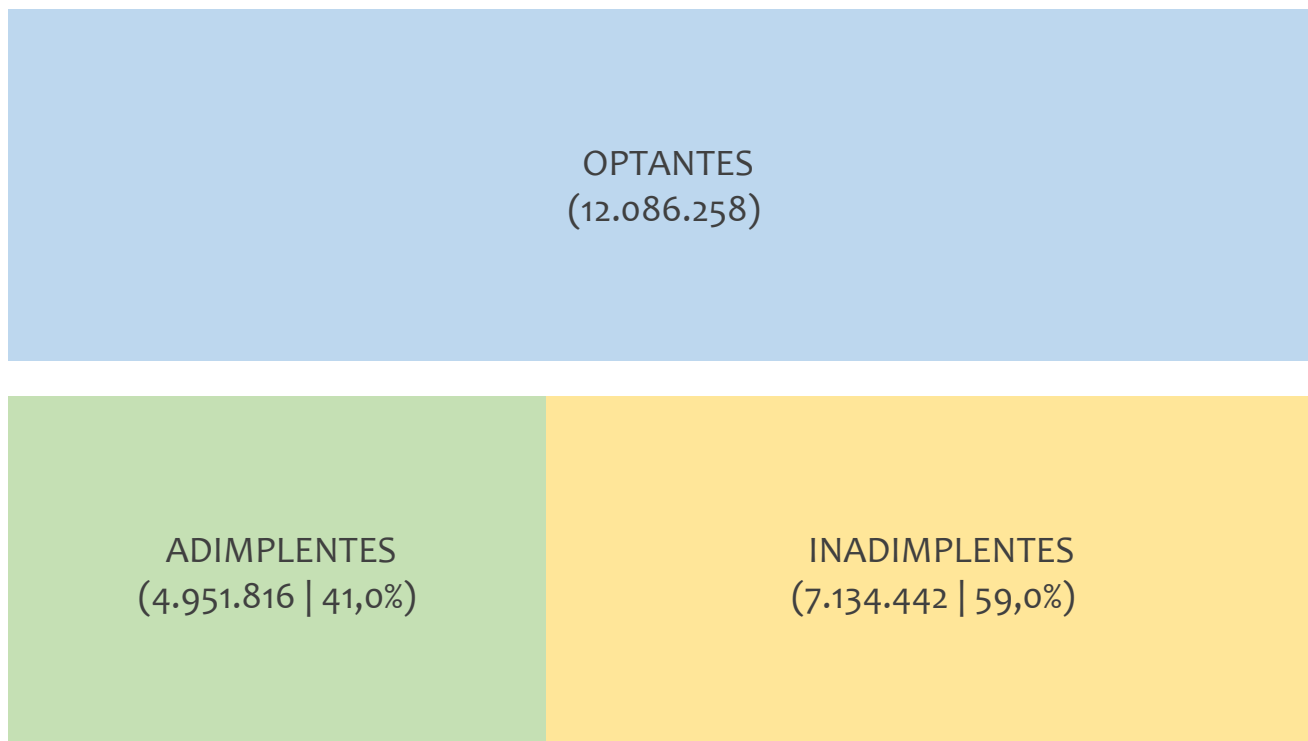 OPTANTES
(12.086.258)
ADIMPLENTES
(4.951.816 | 41,0%)
INADIMPLENTES
(7.134.442 | 59,0%)